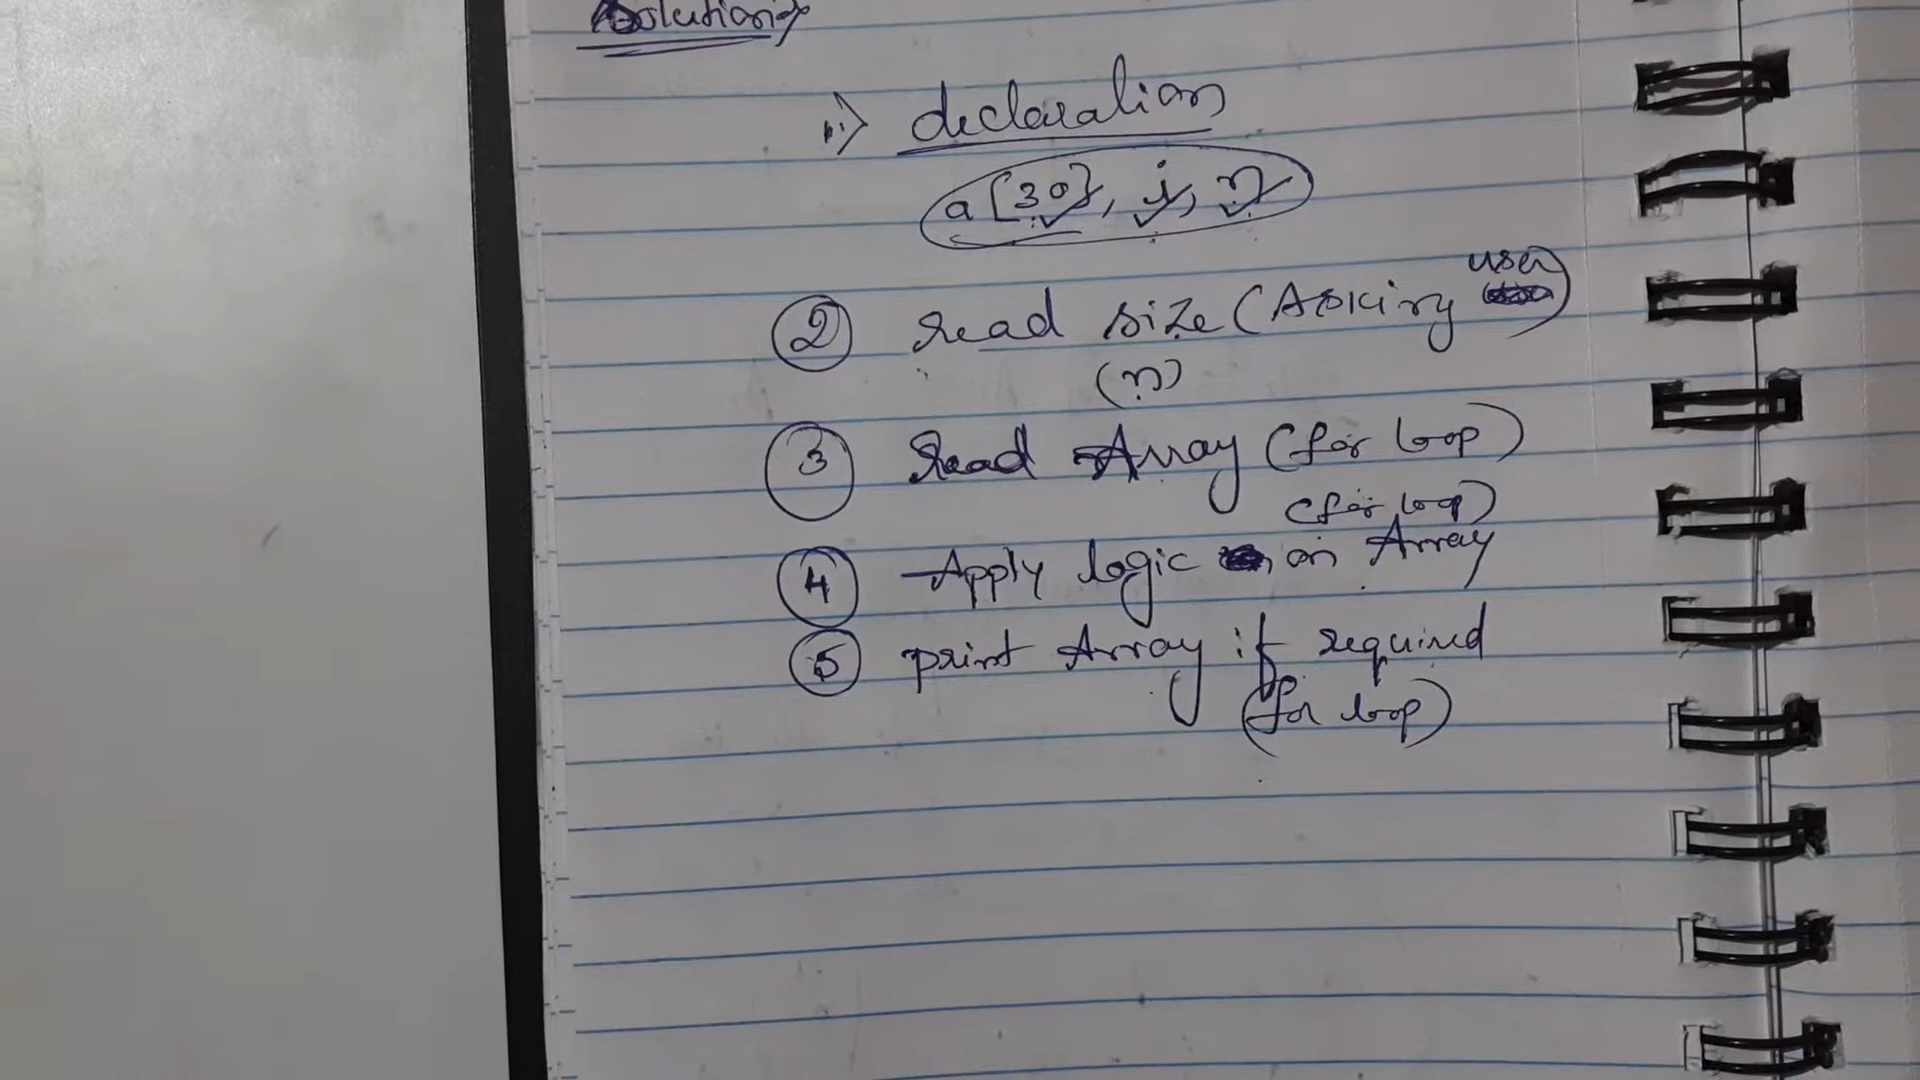 Solution
1) declaration
a[30], i, n
② read size (Asking user)
(n)
③ Read Array (for loop)
(for loop)
④ Apply logic on Array
⑤ print Array if required
(for loop)